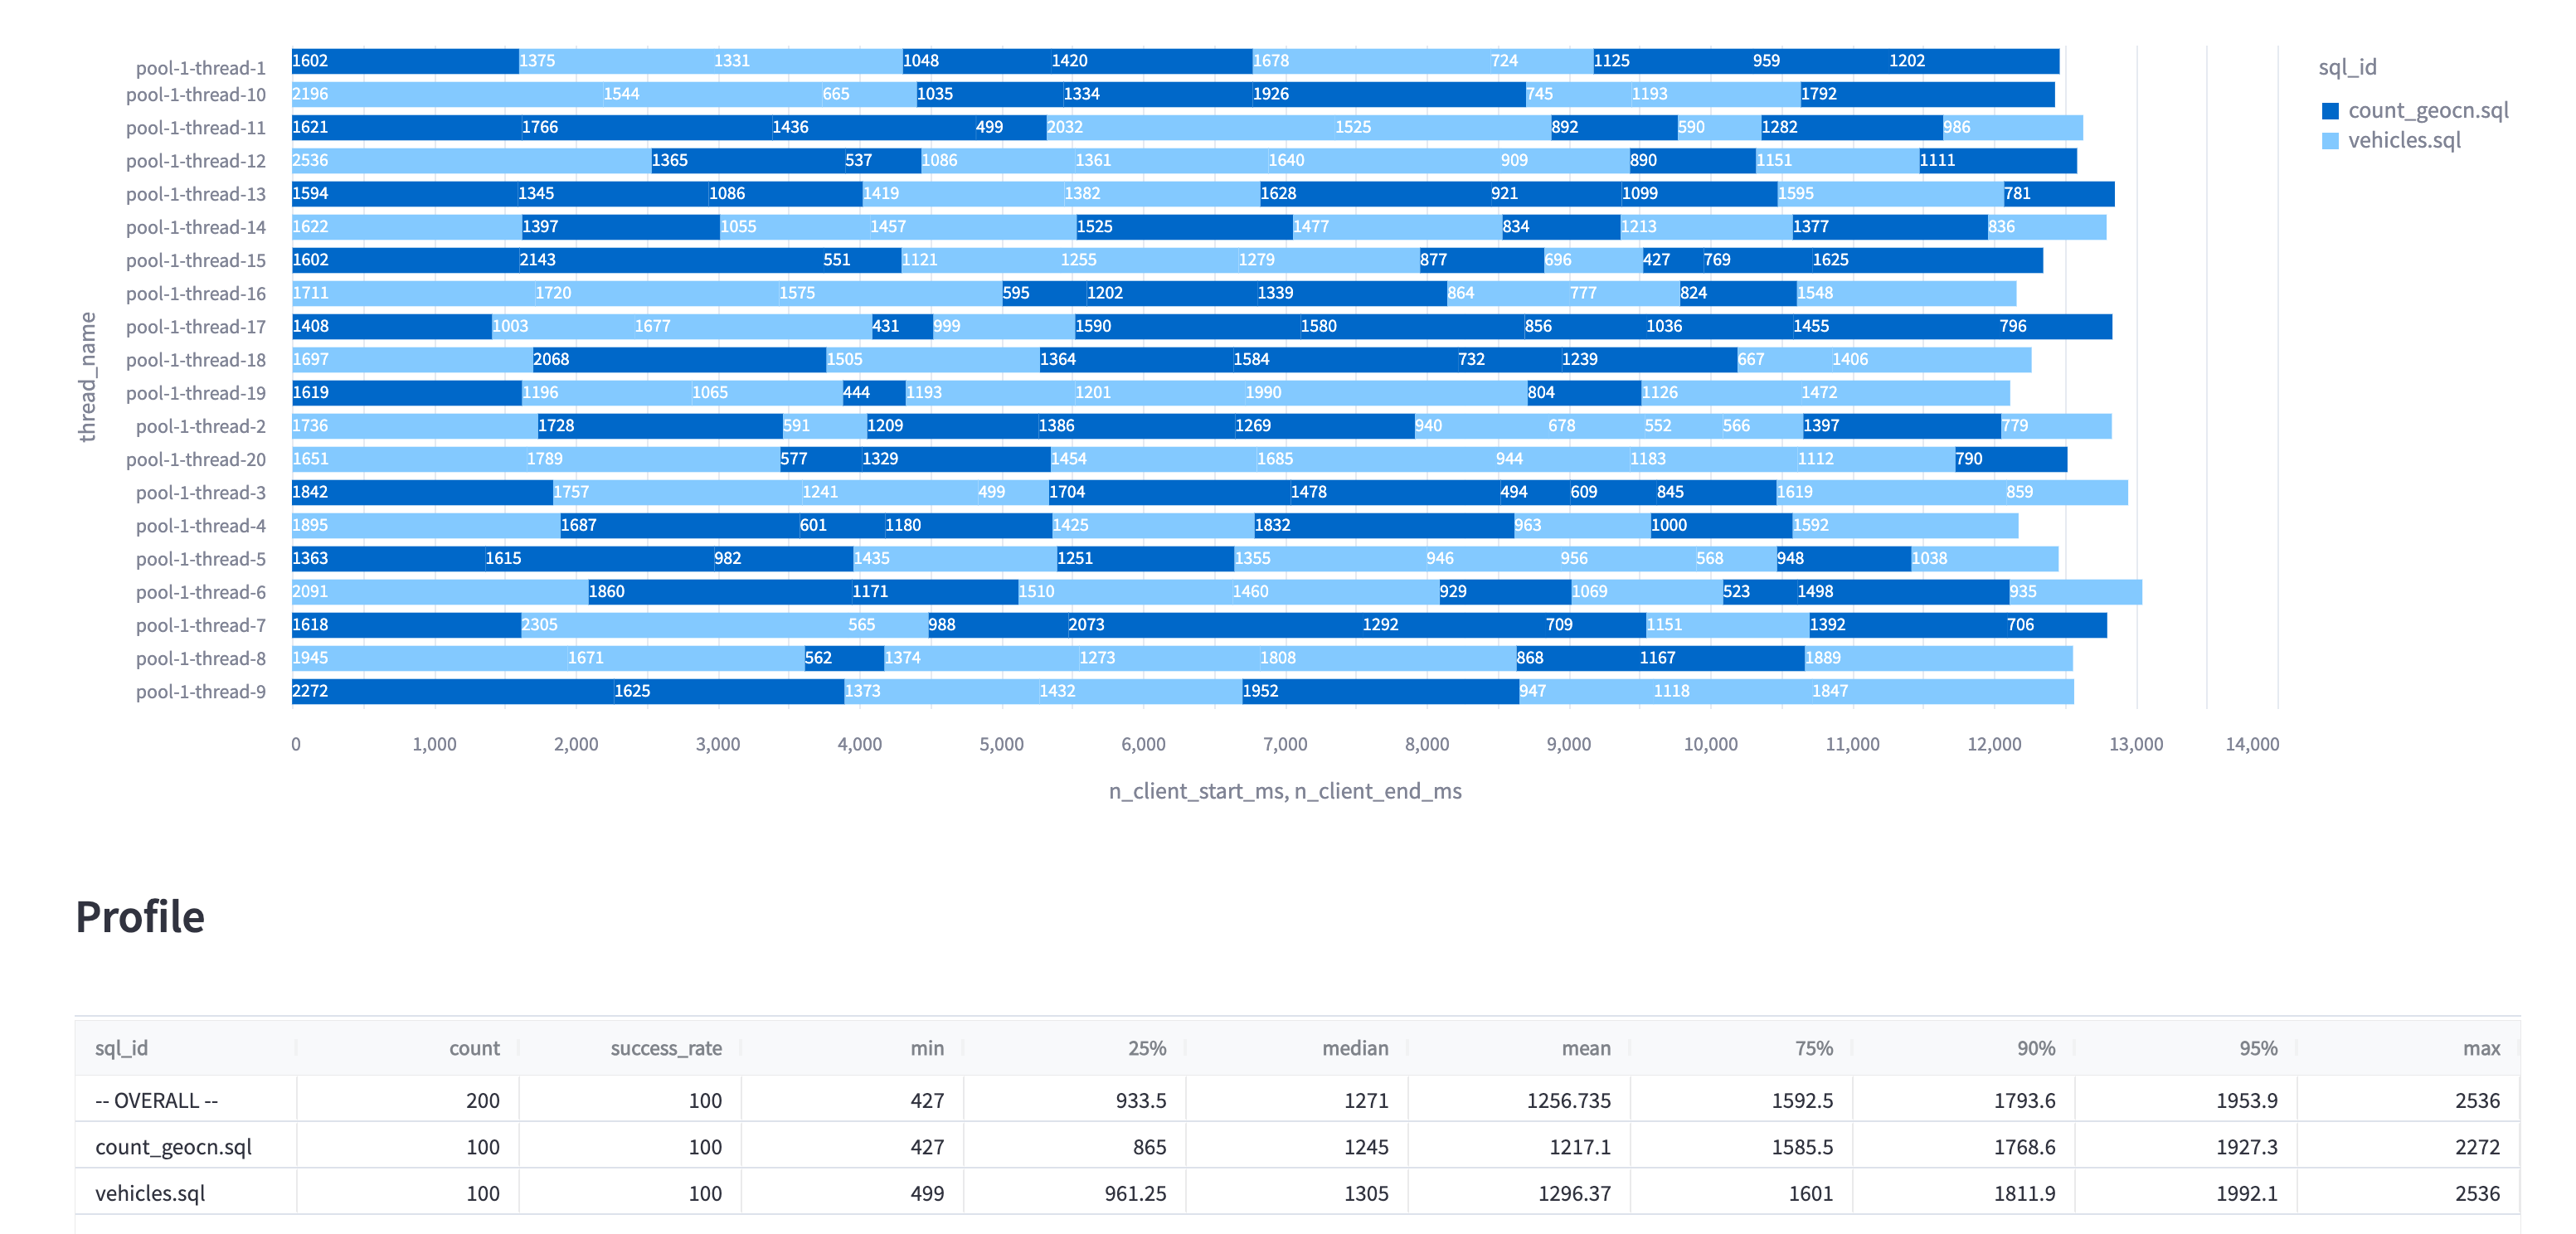 pool-1-thread-1 1602 1375 1331 1048 1420 1678 724 1125 959 1202
pool-1-thread-10 2196 1544 665 1035 1334 1926 745 1193 1792
pool-1-thread-11 1621 1766 1436 499 2032 1525 892 590 1282 986
pool-1-thread-12 2536 1365 537 1086 1361 1640 909 890 1151 1111
pool-1-thread-13 1594 1345 1086 1419 1382 1628 921 1099 1595 781
pool-1-thread-14 1622 1397 1055 1457 1525 1477 834 1213 1377 836
pool-1-thread-15 1602 2143 551 1121 1255 1279 877 696 427 769 1625
pool-1-thread-16 1711 1720 1575 595 1202 1339 864 777 824 1548
pool-1-thread-17 1408 1003 1677 431 999 1590 1580 856 1036 1455 796
pool-1-thread-18 1697 2068 1505 1364 1584 732 1239 667 1406
pool-1-thread-19 1619 1196 1065 444 1193 1201 1990 804 1126 1472
pool-1-thread-2 1736 1728 591 1209 1386 1269 940 678 552 566 1397 779
pool-1-thread-20 1651 1789 577 1329 1454 1685 944 1183 1112 790
pool-1-thread-3 1842 1757 1241 499 1704 1478 494 609 845 1619 859
pool-1-thread-4 1895 1687 601 1180 1425 1832 963 1000 1592
pool-1-thread-5 1363 1615 982 1435 1251 1355 946 956 568 948 1038
pool-1-thread-6 2091 1860 1171 1510 1460 929 1069 523 1498 935
pool-1-thread-7 1618 2305 565 988 2073 1292 709 1151 1392 706
pool-1-thread-8 1945 1671 562 1374 1273 1808 868 1167 1889
pool-1-thread-9 2272 1625 1373 1432 1952 947 1118 1847
thread_name
0 1,000 2,000 3,000 4,000 5,000 6,000 7,000 8,000 9,000 10,000 11,000 12,000 13,000 14,000
n_client_start_ms, n_client_end_ms
sql_id
count_geocn.sql
vehicles.sql
Profile
sql_id count success_rate min 25% median mean 75% 90% 95% max
-- OVERALL -- 200 100 427 933.5 1271 1256.735 1592.5 1793.6 1953.9 2536
count_geocn.sql 100 100 427 865 1245 1217.1 1585.5 1768.6 1927.3 2272
vehicles.sql 100 100 499 961.25 1305 1296.37 1601 1811.9 1992.1 2536